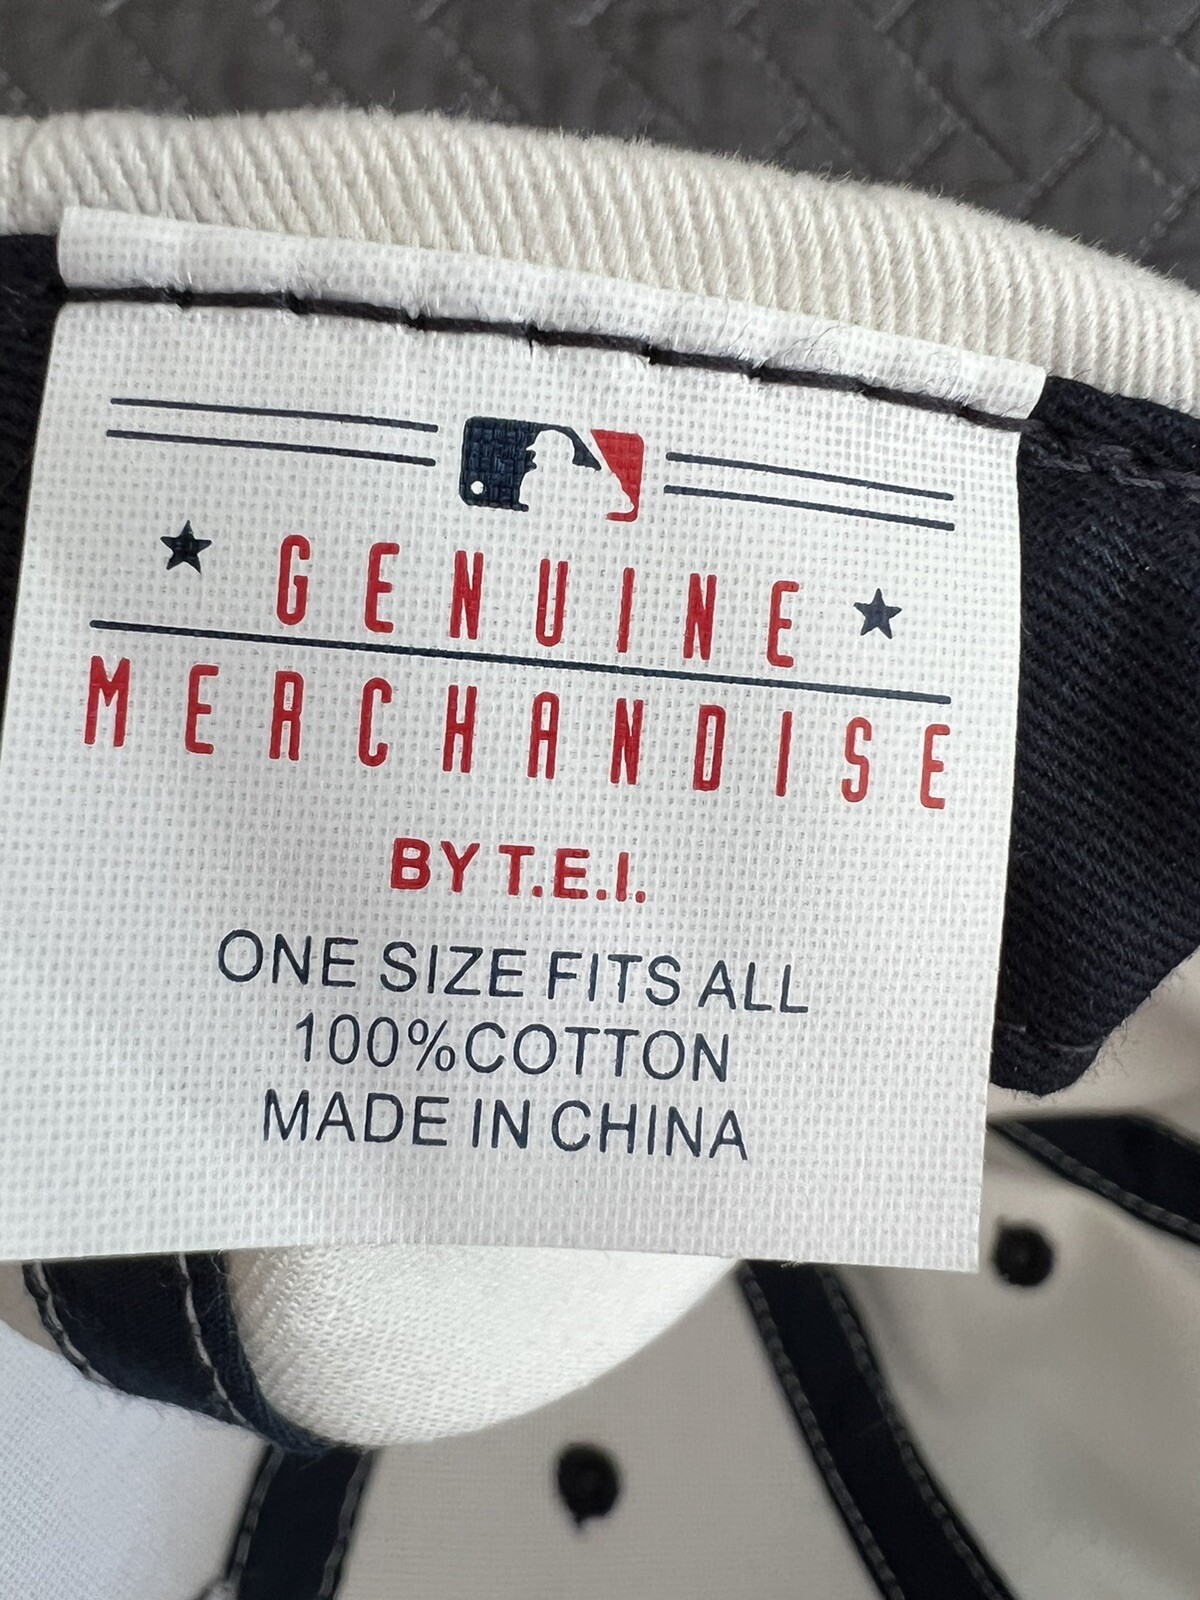 GENUINE
MERCHANDISE
BY T.E.I.
ONE SIZE FITS ALL
100%COTTON
MADE IN CHINA